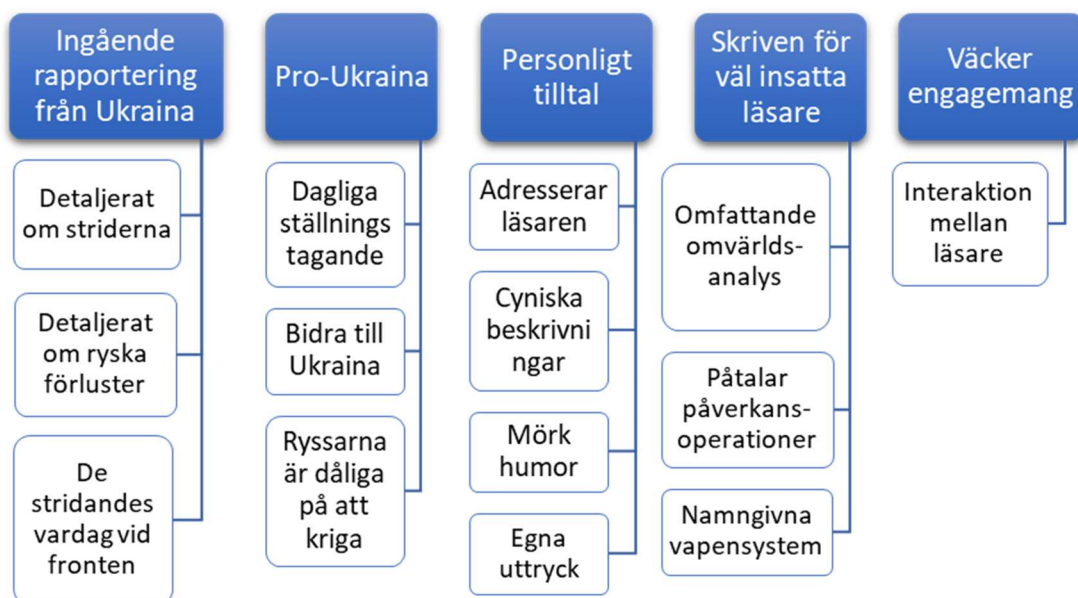 Ingående
rapportering
från Ukraina
Detaljerat
om striderna
Detaljerat
om ryska
förluster
De
stridandes
vardag vid
fronten
Pro-Ukraina
Dagliga
ställnings
tagande
Bidra till
Ukraina
Ryssarna
är dåliga
på att
kriga
Personligt
tilltal
Adresserar
läsaren
Cyniska
beskrivni
ngar
Mörk
humor
Egna
uttryck
Skriven för
väl insatta
läsare
Omfattande
omvärlds-
analys
Påtalar
påverkans-
operationer
Namngivna
vapensystem
Väcker
engagemang
Interaktion
mellan
läsare